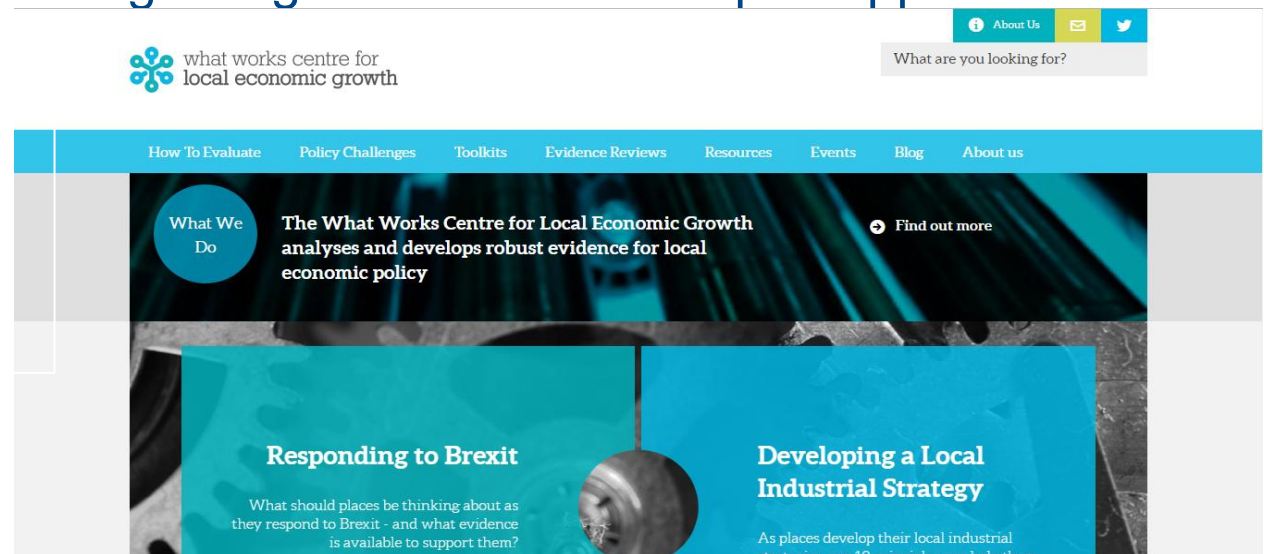 About Us
what works centre for
local economic growth
What are you looking for?
How To Evaluate Policy Challenges Toolkits Evidence Reviews Resources Events Blog About us
What We
Do
The What Works Centre for Local Economic Growth
analyses and develops robust evidence for local
economic policy
Find out more
Responding to Brexit
What should places be thinking about as
they respond to Brexit - and what evidence
is available to support them?
Developing a Local
Industrial Strategy
As places develop their local industrial